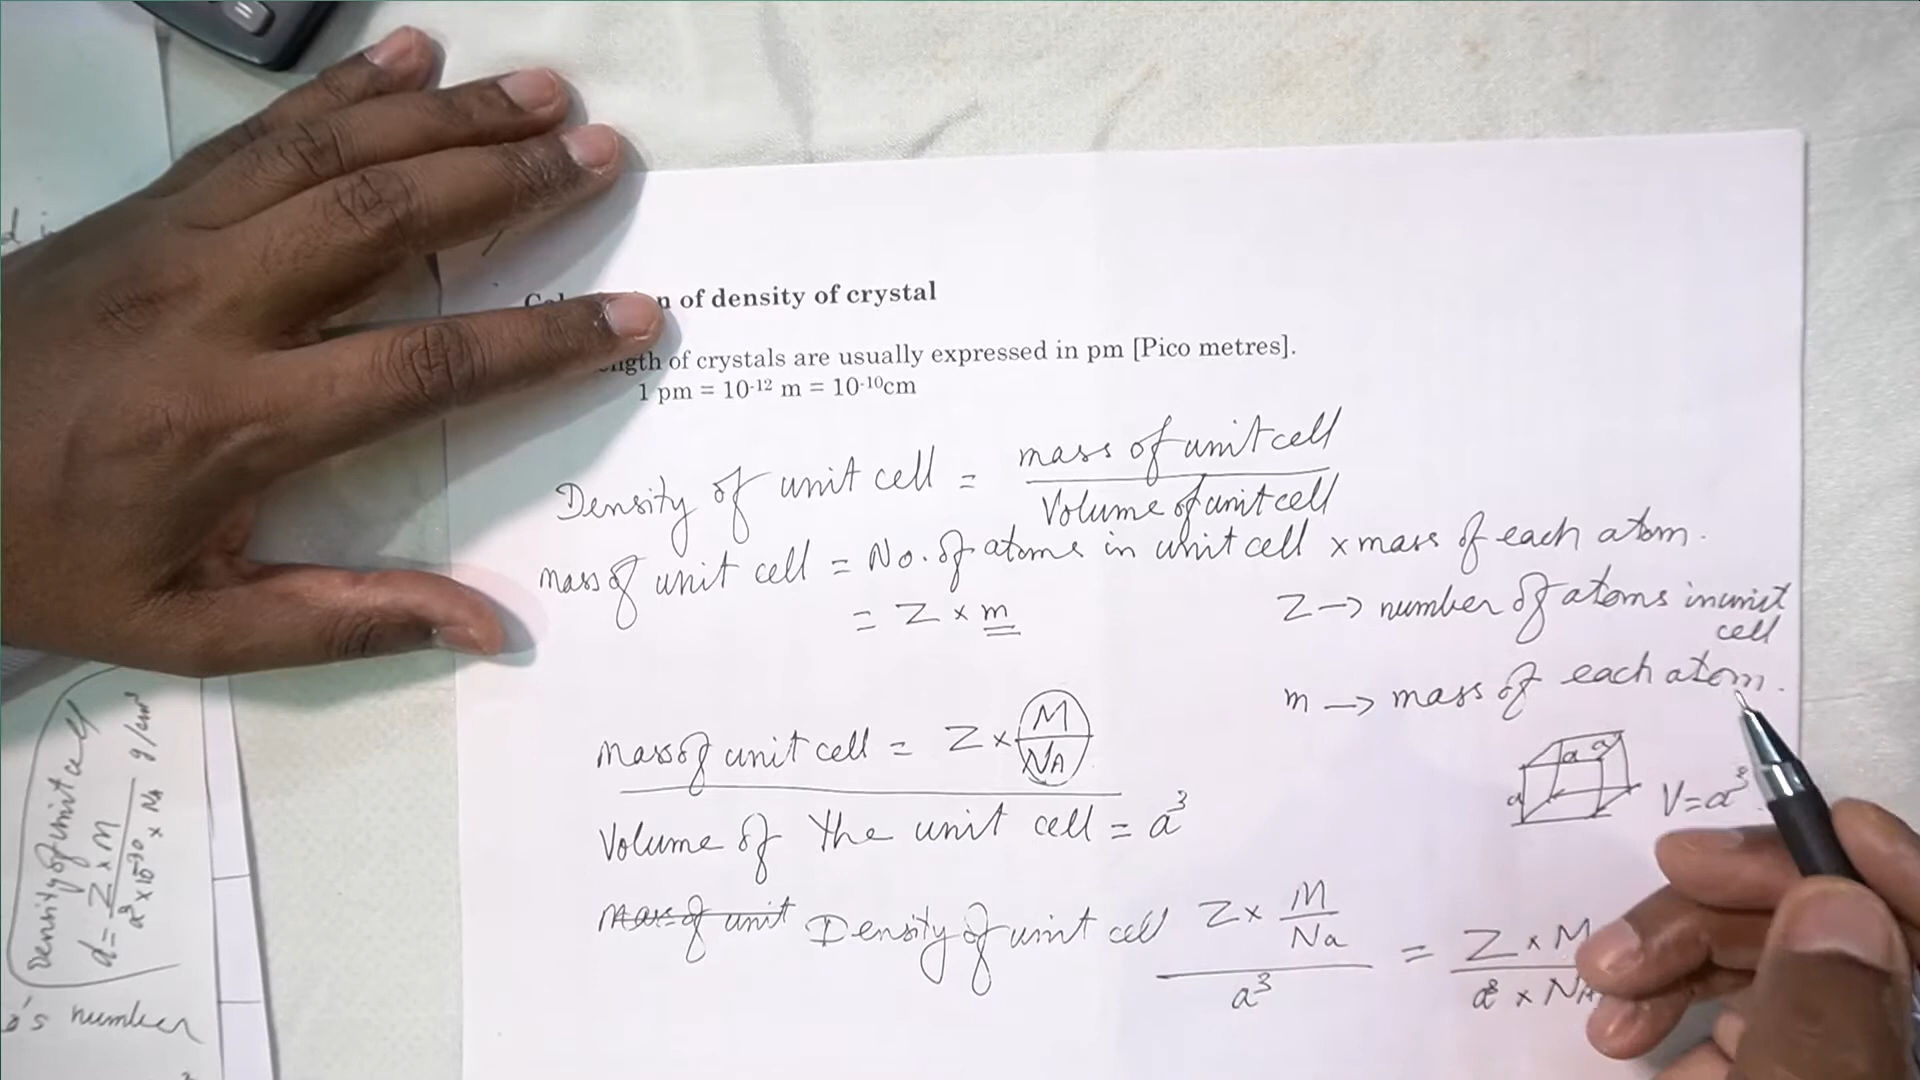 n of density of crystal
ngth of crystals are usually expressed in pm [Pico metres].
1 pm = 10⁻¹² m = 10⁻¹⁰cm
Density of unit cell = mass of unit cell / Volume of unit cell
mass of unit cell = No. of atoms in unit cell x mass of each atom.
= Z × m
Z → number of atoms in unit cell
m → mass of each atom.
Mass of unit cell = Z × M/NA
Volume of the unit cell = a³
a a a
V = a³
Mass of unit Density of unit cell Z × M/Na / a³ = Z × M / a³ × NA
Density of unit cell
d = Z × M / a³ × 10⁻³⁰ × NA g/cm³
o's number